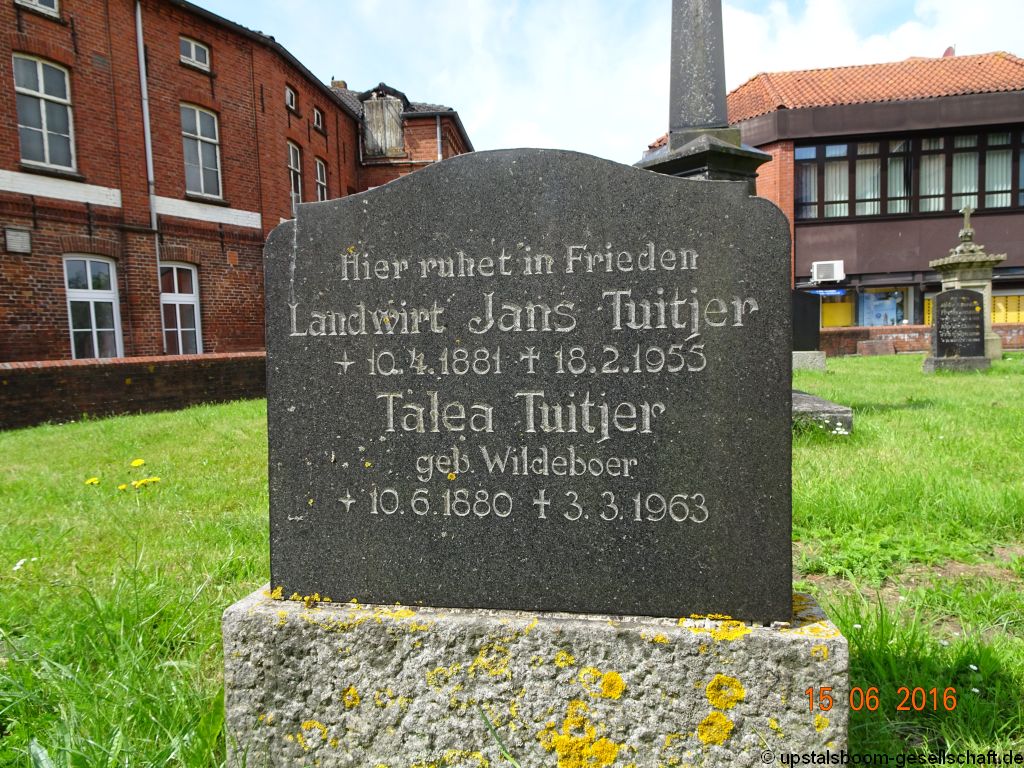 Hier ruhet in Frieden
Landwirt Jans Tuitjer
+ 10.4.1881 ✝ 18.2.1955
Talea Tuitjer
geb. Wildeboer
+ 10.6.1880 ✝ 3.3.1963
15 06 2016
© upstalsboom-gesellschaft.de